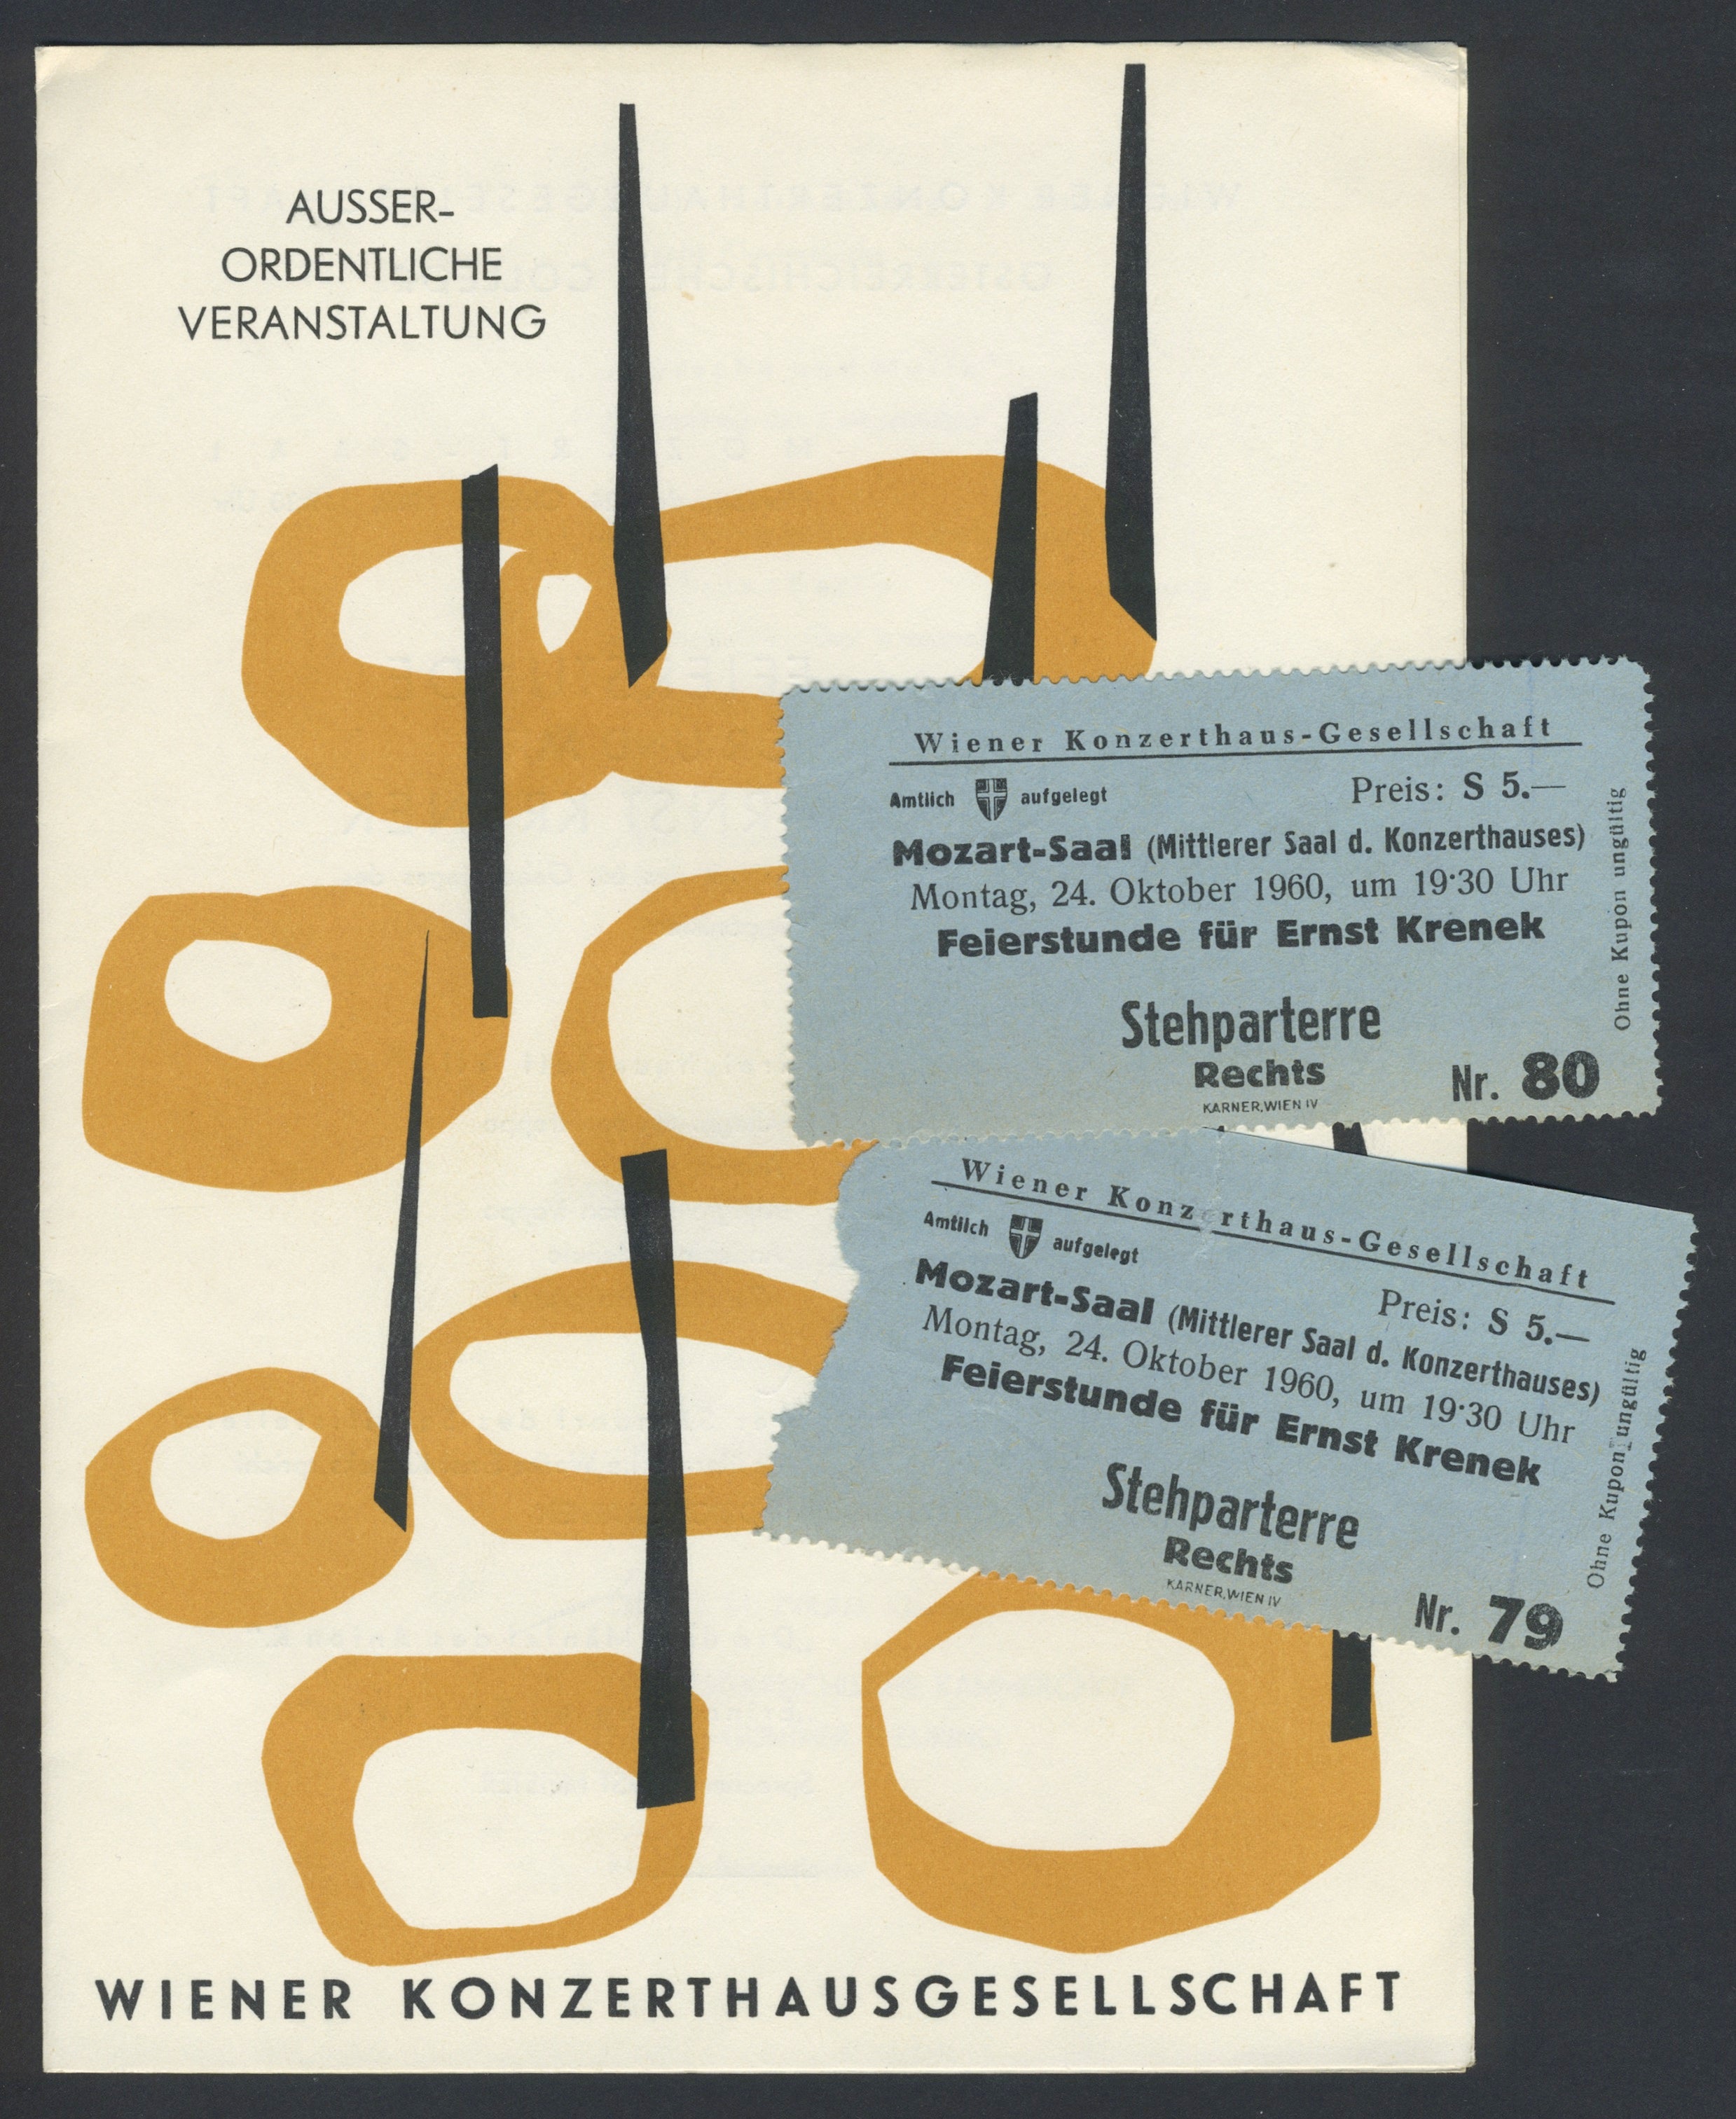 AUSSER-
ORDENTLICHE
VERANSTALTUNG
Wiener Konzerthaus-Gesellschaft
Amtlich aufgelegt
Preis: S 5.—
Mozart-Saal (Mittlerer Saal d. Konzerthauses)
Montag, 24. Oktober 1960, um 19·30 Uhr
Feierstunde für Ernst Krenek
Stehparterre
Rechts
Nr. 80
KARNER, WIEN IV
Ohne Kupon ungültig
Wiener Konzerthaus-Gesellschaft
Amtlich aufgelegt
Preis: S 5.—
Mozart-Saal (Mittlerer Saal d. Konzerthauses)
Montag, 24. Oktober 1960, um 19·30 Uhr
Feierstunde für Ernst Krenek
Stehparterre
Rechts
Nr. 79
KARNER, WIEN IV
Ohne Kupon ungültig
WIENER KONZERTHAUSGESELLSCHAFT